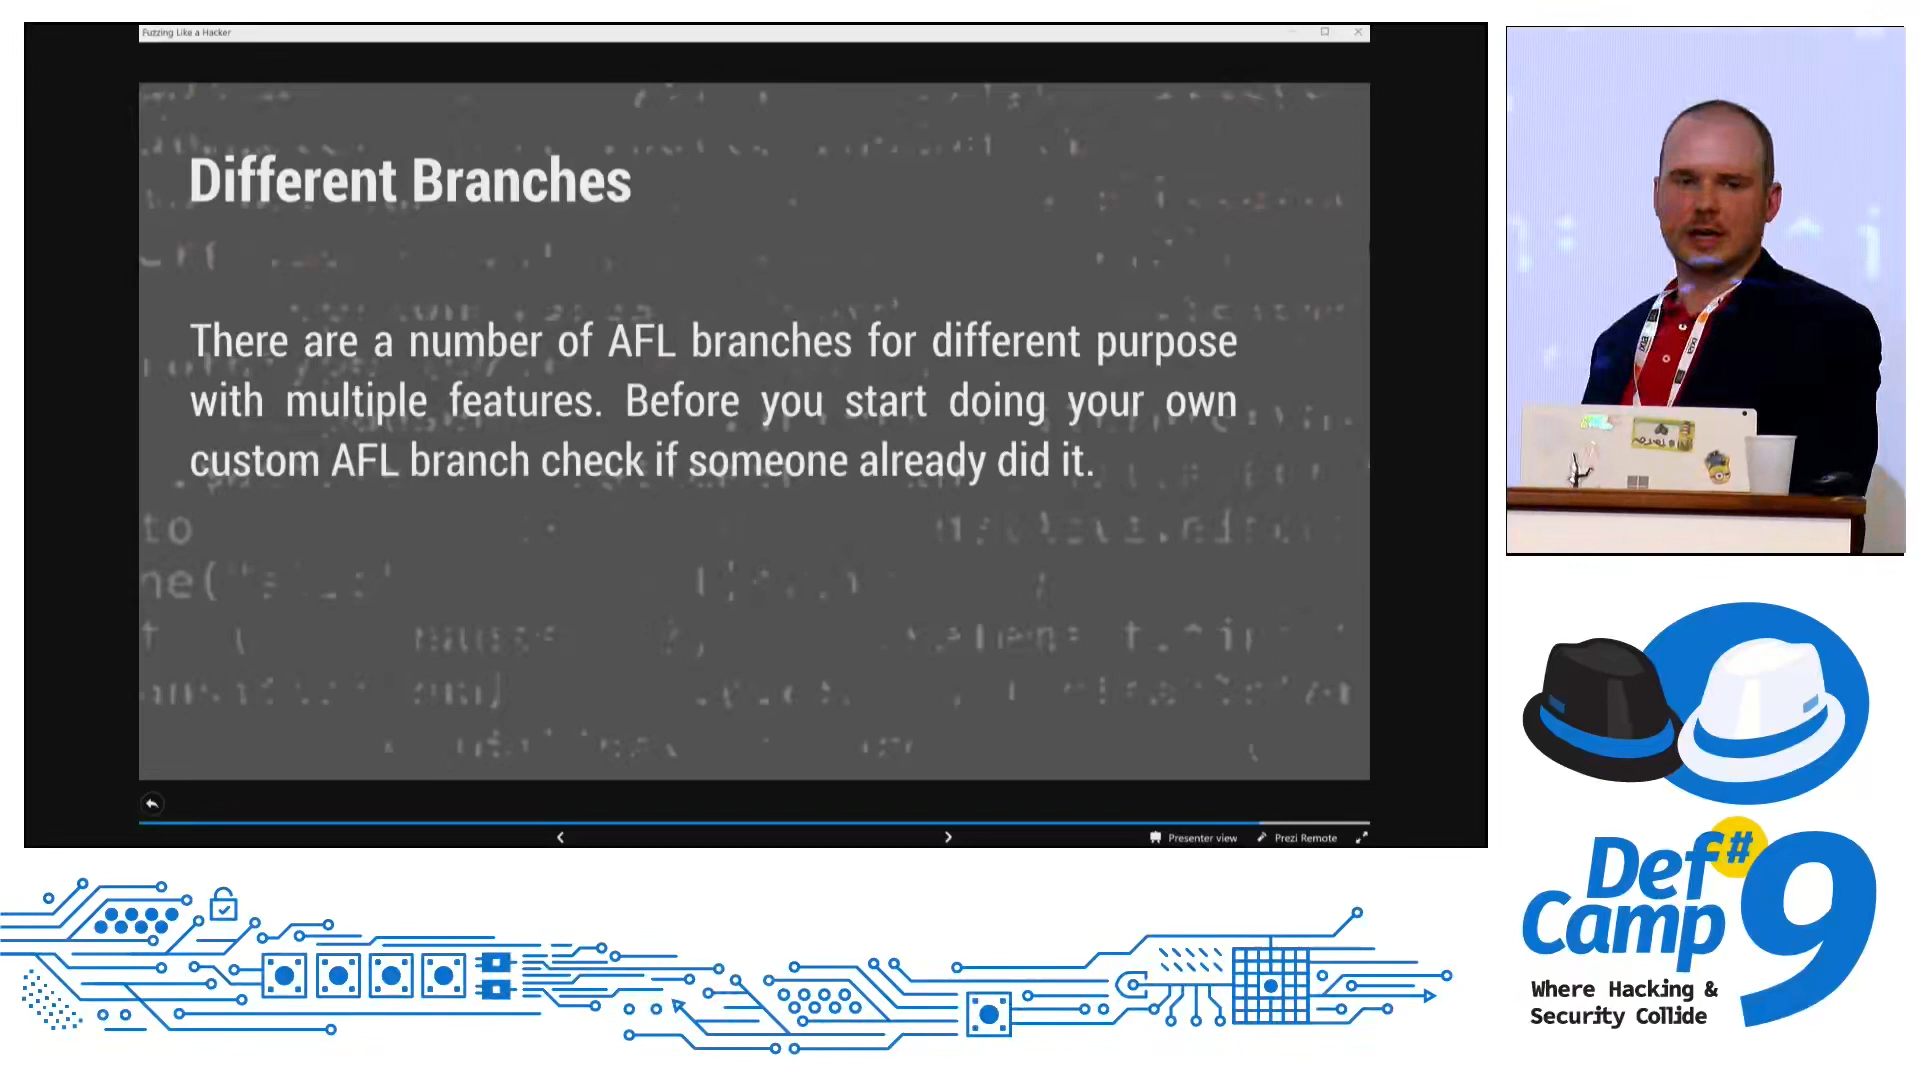 Fuzzing Like a Hacker
Different Branches
There are a number of AFL branches for different purpose
with multiple features. Before you start doing your own
custom AFL branch check if someone already did it.
to
Presenter view
Prezi Remote
Def
#
Camp
9
Where Hacking &
Security Collide